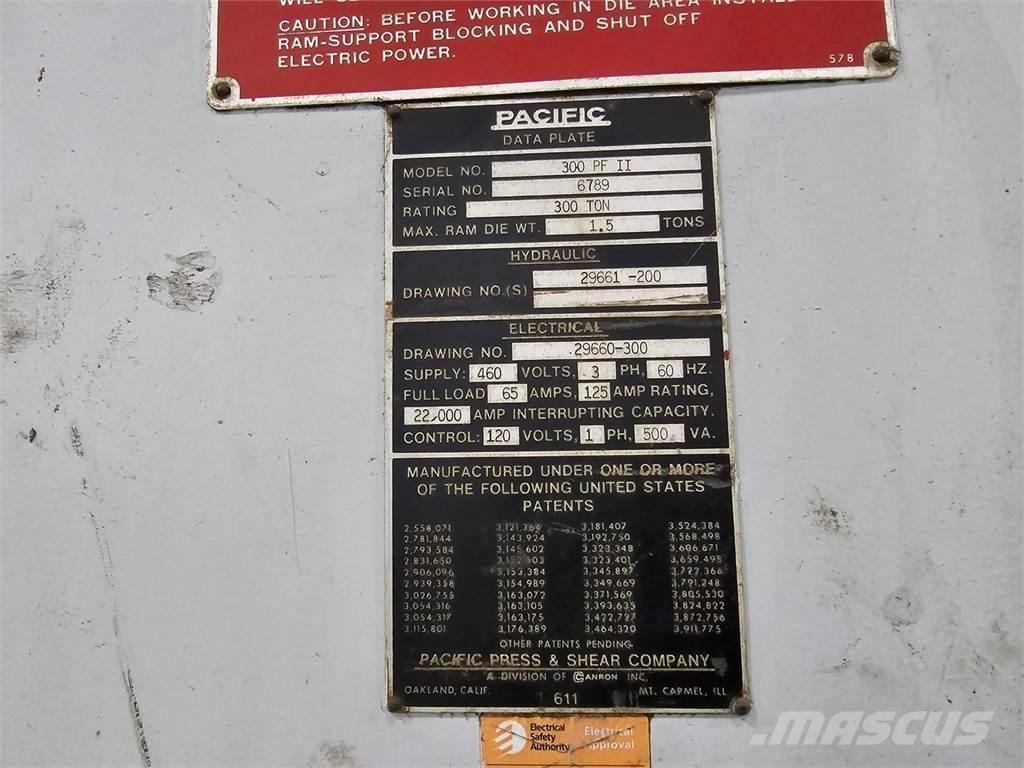 CAUTION: BEFORE WORKING IN DIE AREA INSTALL
RAM-SUPPORT BLOCKING AND SHUT OFF
ELECTRIC POWER.
578
PACIFIC
DATA PLATE
MODEL NO. 300 PF II
SERIAL NO. 6789
RATING 300 TON
MAX. RAM DIE WT. 1.5 TONS
HYDRAULIC
DRAWING NO.(S) 29661-200
ELECTRICAL
DRAWING NO. 29660-300
SUPPLY: 460 VOLTS, 3 PH, 60 HZ.
FULL LOAD 65 AMPS, 125 AMP RATING,
22,000 AMP INTERRUPTING CAPACITY.
CONTROL: 120 VOLTS, 1 PH, 500 VA.
MANUFACTURED UNDER ONE OR MORE
OF THE FOLLOWING UNITED STATES
PATENTS
2,558,071 3,121,364 3,181,407 3,524,384
2,781,844 3,143,924 3,192,750 3,568,498
2,793,584 3,145,602 3,323,348 3,606,671
2,831,650 3,323,401 3,659,498
2,906,096 3,153,384 3,345,897 3,722,366
2,939,358 3,154,989 3,349,669 3,791,248
3,026,755 3,163,072 3,371,569 3,805,530
3,054,316 3,163,105 3,393,635 3,824,822
3,054,317 3,163,175 3,422,727 3,872,756
3,115,801 3,176,389 3,464,320 3,911,775
OTHER PATENTS PENDING
PACIFIC PRESS & SHEAR COMPANY
A DIVISION OF CANRON INC.
OAKLAND, CALIF. 611 MT. CARMEL, ILL.
Electrical Safety Authority
Electrical Approval
MASCUS